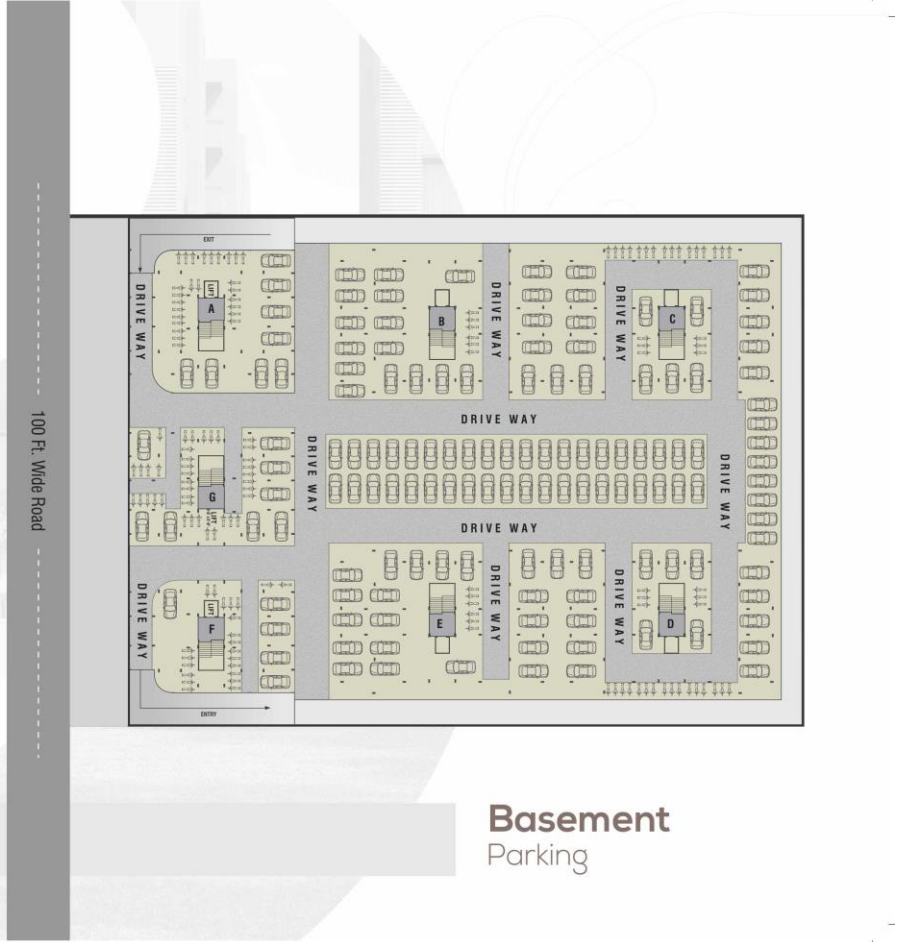 EXIT
DRIVE WAY
LIFT
A
B
DRIVE WAY
DRIVE WAY
C
DRIVE WAY
100 Ft. Wide Road
DRIVE WAY
DRIVE WAY
G
LIFT
DRIVE WAY
DRIVE WAY
LIFT
F
E
DRIVE WAY
DRIVE WAY
D
ENTRY
Basement
Parking